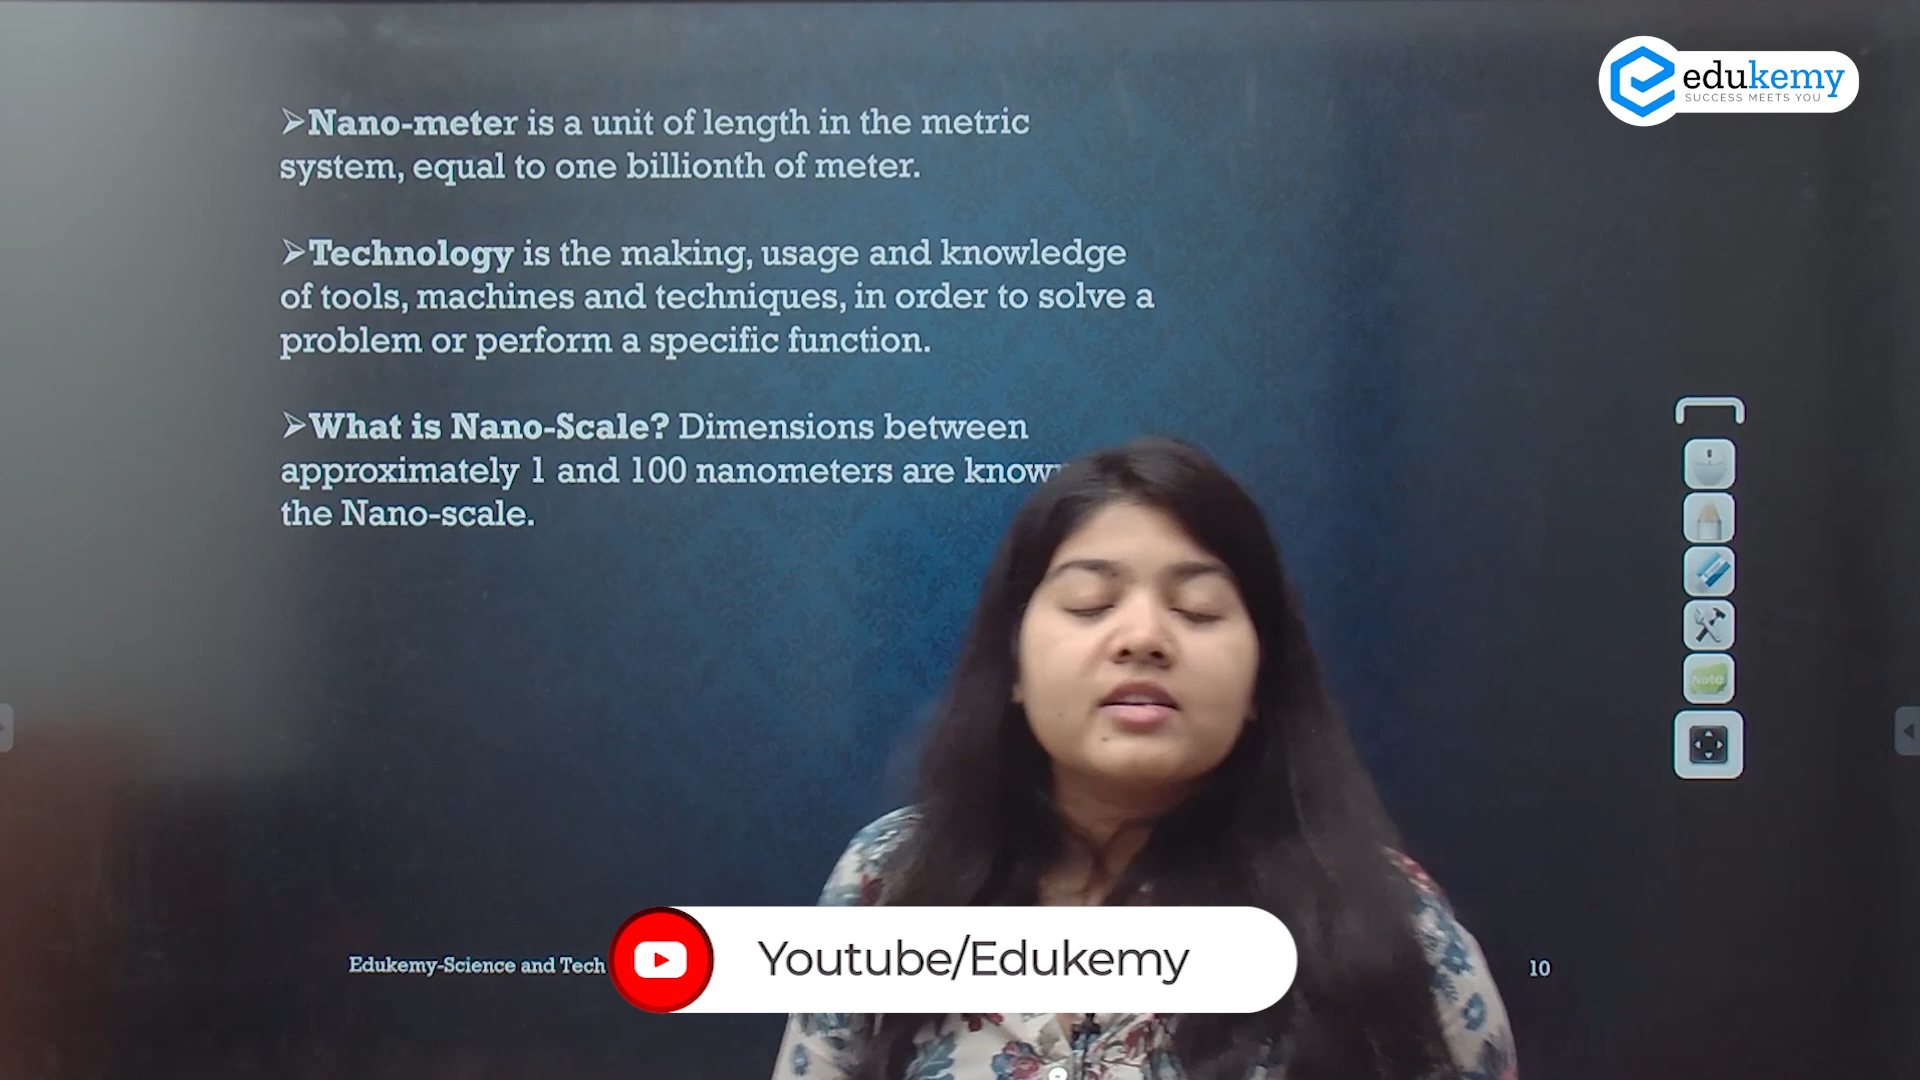 edukemy
SUCCESS MEETS YOU
➢Nano-meter is a unit of length in the metric
system, equal to one billionth of meter.
➢Technology is the making, usage and knowledge
of tools, machines and techniques, in order to solve a
problem or perform a specific function.
➢What is Nano-Scale? Dimensions between
approximately 1 and 100 nanometers are know
the Nano-scale.
Note
Edukemy-Science and Tech
Youtube/Edukemy
10